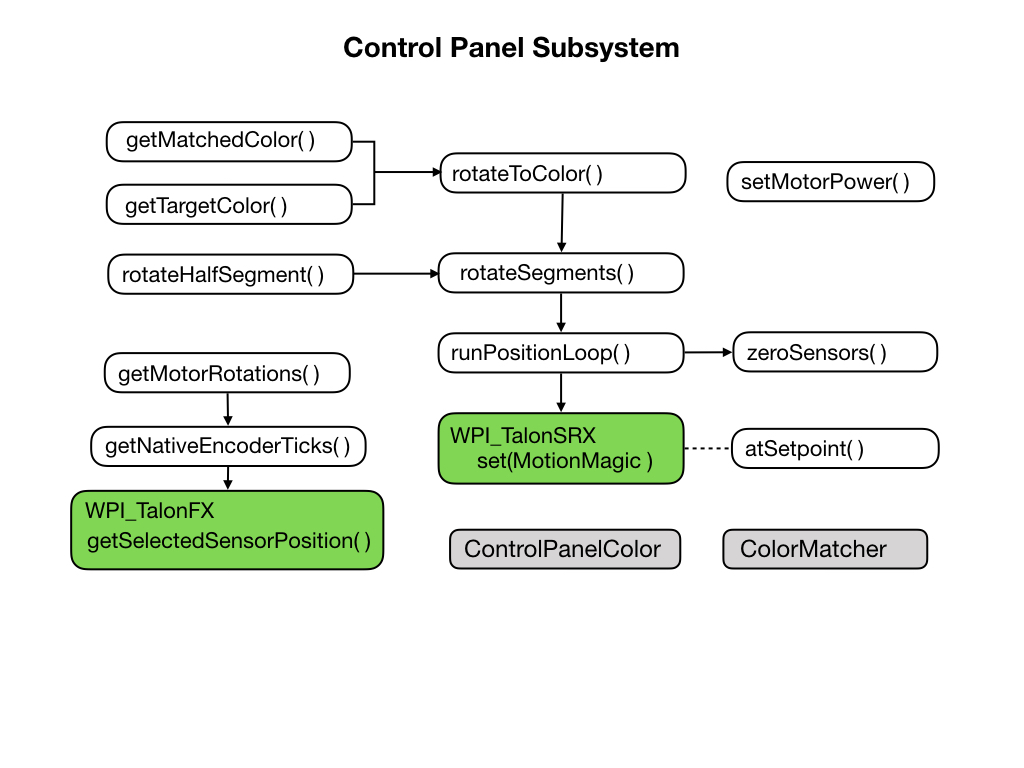 Control Panel Subsystem
getMatchedColor( )
getTargetColor( )
rotateToColor( )
setMotorPower( )
rotateHalfSegment( )
rotateSegments( )
getMotorRotations( )
runPositionLoop( )
zeroSensors( )
getNativeEncoderTicks( )
WPI_TalonSRX
set(MotionMagic )
atSetpoint( )
WPI_TalonFX
getSelectedSensorPosition( )
ControlPanelColor
ColorMatcher